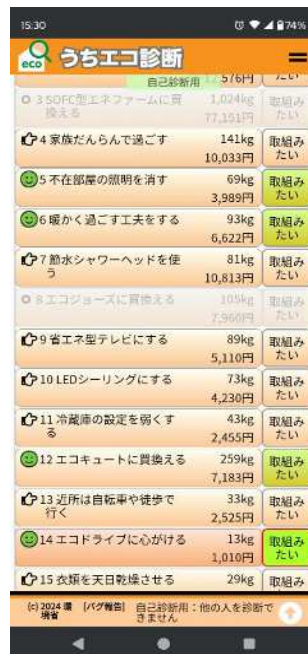 15:30
74%
eco うちエコ診断
自己診断用
12,576円
たい
3 SOFC型エネファームに買換える
1,024kg
77,151円
取組みたい
4 家族だんらんで過ごす
141kg
10,033円
取組みたい
5 不在部屋の照明を消す
69kg
3,989円
取組みたい
6 暖かく過ごす工夫をする
93kg
6,622円
取組みたい
7 節水シャワーヘッドを使う
81kg
10,813円
取組みたい
8 エコジョーズに買換える
105kg
7,960円
取組みたい
9 省エネ型テレビにする
89kg
5,110円
取組みたい
10 LEDシーリングにする
73kg
4,230円
取組みたい
11 冷蔵庫の設定を弱くする
43kg
2,455円
取組みたい
12 エコキュートに買換える
259kg
7,183円
取組みたい
13 近所は自転車や徒歩で行く
33kg
2,525円
取組みたい
14 エコドライブに心がける
13kg
1,010円
取組みたい
15 衣類を天日乾燥させる
29kg
取組み
(c) 2024 環境省
[バグ報告]
自己診断用：他の人を診断できません